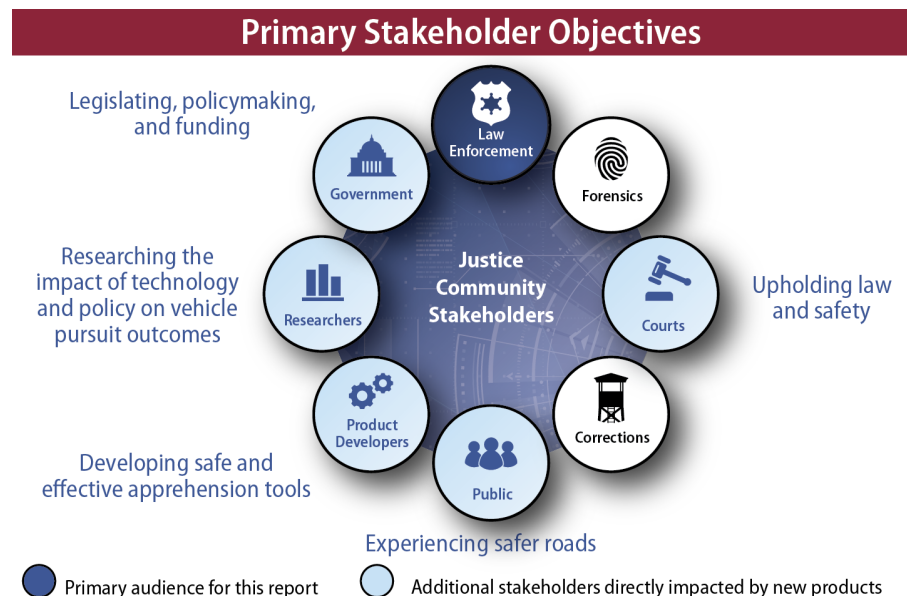 Primary Stakeholder Objectives
Legislating, policymaking,
and funding
Law
Enforcement
Government
Forensics
Researching the
impact of technology
and policy on vehicle
pursuit outcomes
Researchers
Justice
Community
Stakeholders
Courts
Upholding law
and safety
Product
Developers
Corrections
Developing safe and
effective apprehension tools
Public
Experiencing safer roads
Primary audience for this report
Additional stakeholders directly impacted by new products